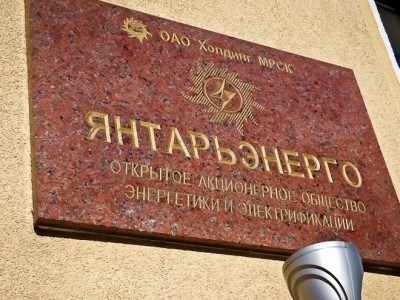 ОАО Холдинг МРСК
ЯНТАРЬЭНЕРГО
ОТКРЫТОЕ АКЦИОНЕРНОЕ ОБЩЕСТВО
ЭНЕРГЕТИКИ И ЭЛЕКТРИФИКАЦИИ